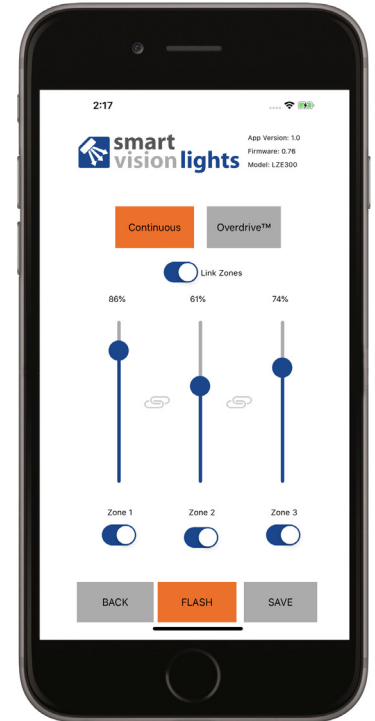 2:17
smart
vision lights
App Version: 1.0
Firmware: 0.76
Model: LZE300
Continuous
Overdrive™
Link Zones
86%
61%
74%
Zone 1
Zone 2
Zone 3
BACK
FLASH
SAVE